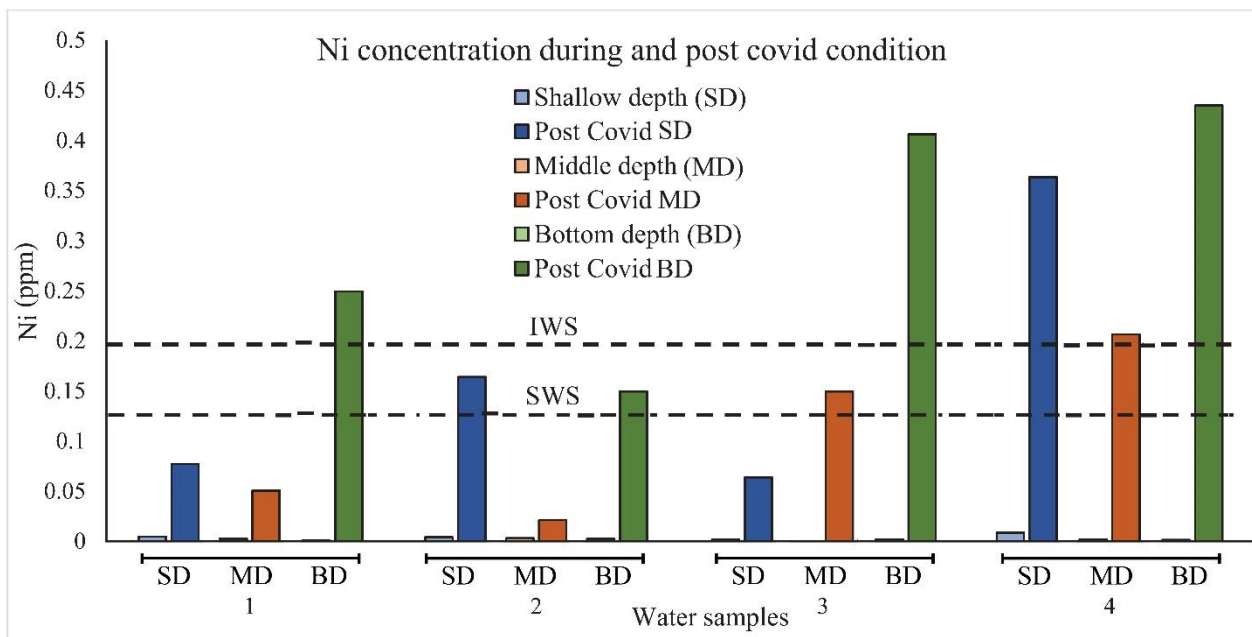 Ni concentration during and post covid condition
Shallow depth (SD)
Post Covid SD
Middle depth (MD)
Post Covid MD
Bottom depth (BD)
Post Covid BD
Ni (ppm)
0.5
0.45
0.4
0.35
0.3
0.25
0.2
0.15
0.1
0.05
0
IWS
SWS
SD MD BD SD MD BD SD MD BD SD MD BD
1 2 3 4
Water samples